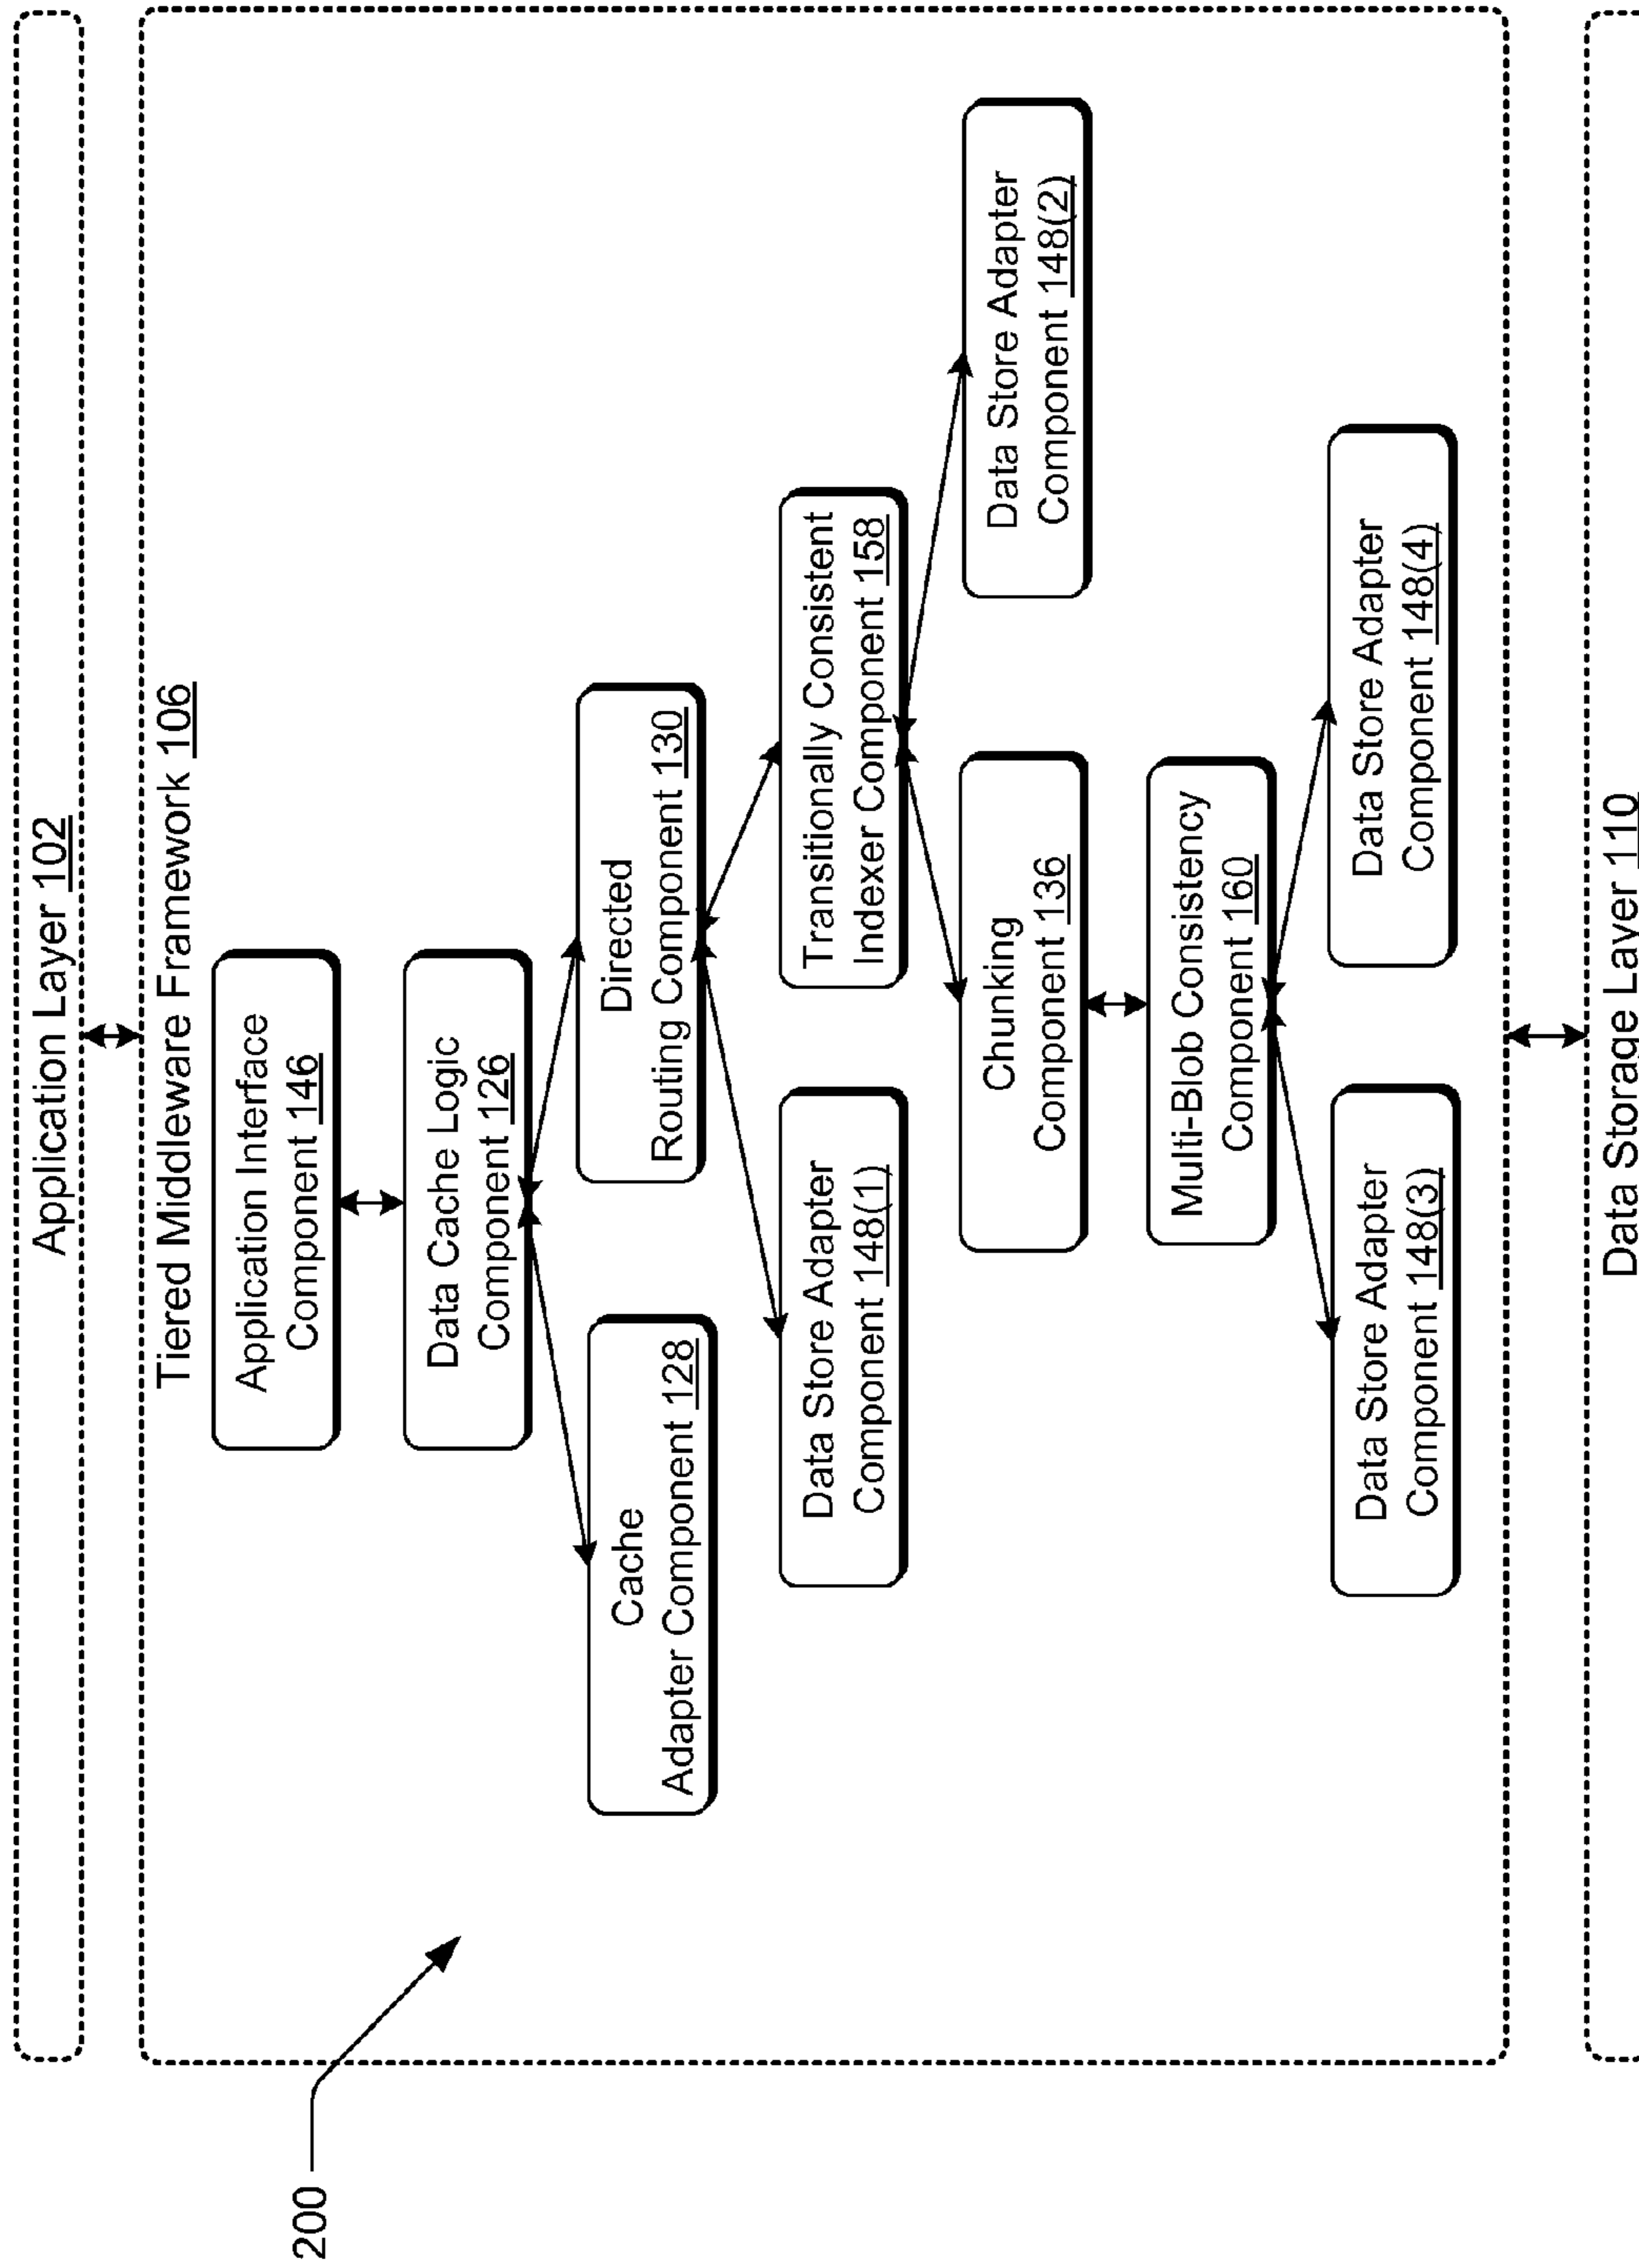 200
Application Layer 102
Tiered Middleware Framework 106
Application Interface
Component 146
Data Cache Logic
Component 126
Cache
Adapter Component 128
Directed
Routing Component 130
Data Store Adapter
Component 148(1)
Transitionally Consistent
Indexer Component 158
Chunking
Component 136
Data Store Adapter
Component 148(2)
Multi-Blob Consistency
Component 160
Data Store Adapter
Component 148(3)
Data Store Adapter
Component 148(4)
Data Storage Layer 110